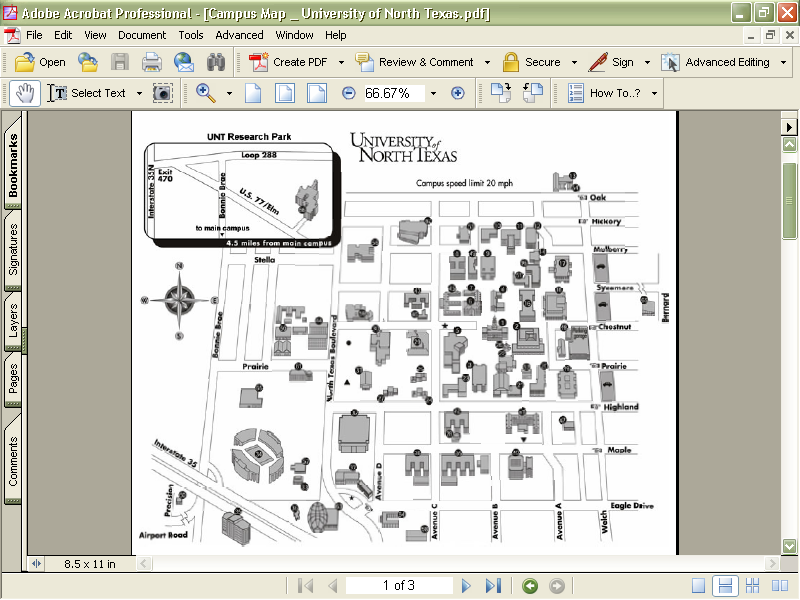 Adobe Acrobat Professional - [Campus Map _ University of North Texas.pdf]
File Edit View Document Tools Advanced Window Help
Open Create PDF Review & Comment Secure Sign Advanced Editing
Select Text 66.67% How To..?
Bookmarks
Signatures
Layers
Pages
Comments
UNT Research Park
Loop 288
Exit
470
Interstate 35N
Bonnie Brae
U.S. 77/Elm
to main campus
4.5 miles from main campus
UNIVERSITY of
NORTH TEXAS
Campus speed limit 20 mph
Oak
Hickory
Mulberry
Stella
Sycamore
N
W
E
S
Bernard
Bonnie Brae
North Texas Boulevard
Chestnut
Prairie
Prairie
Highland
Maple
Interstate 35
Precision
Airport Road
Avenue D
Avenue C
Avenue B
Avenue A
Welch
Eagle Drive
8.5 x 11 in
1 of 3